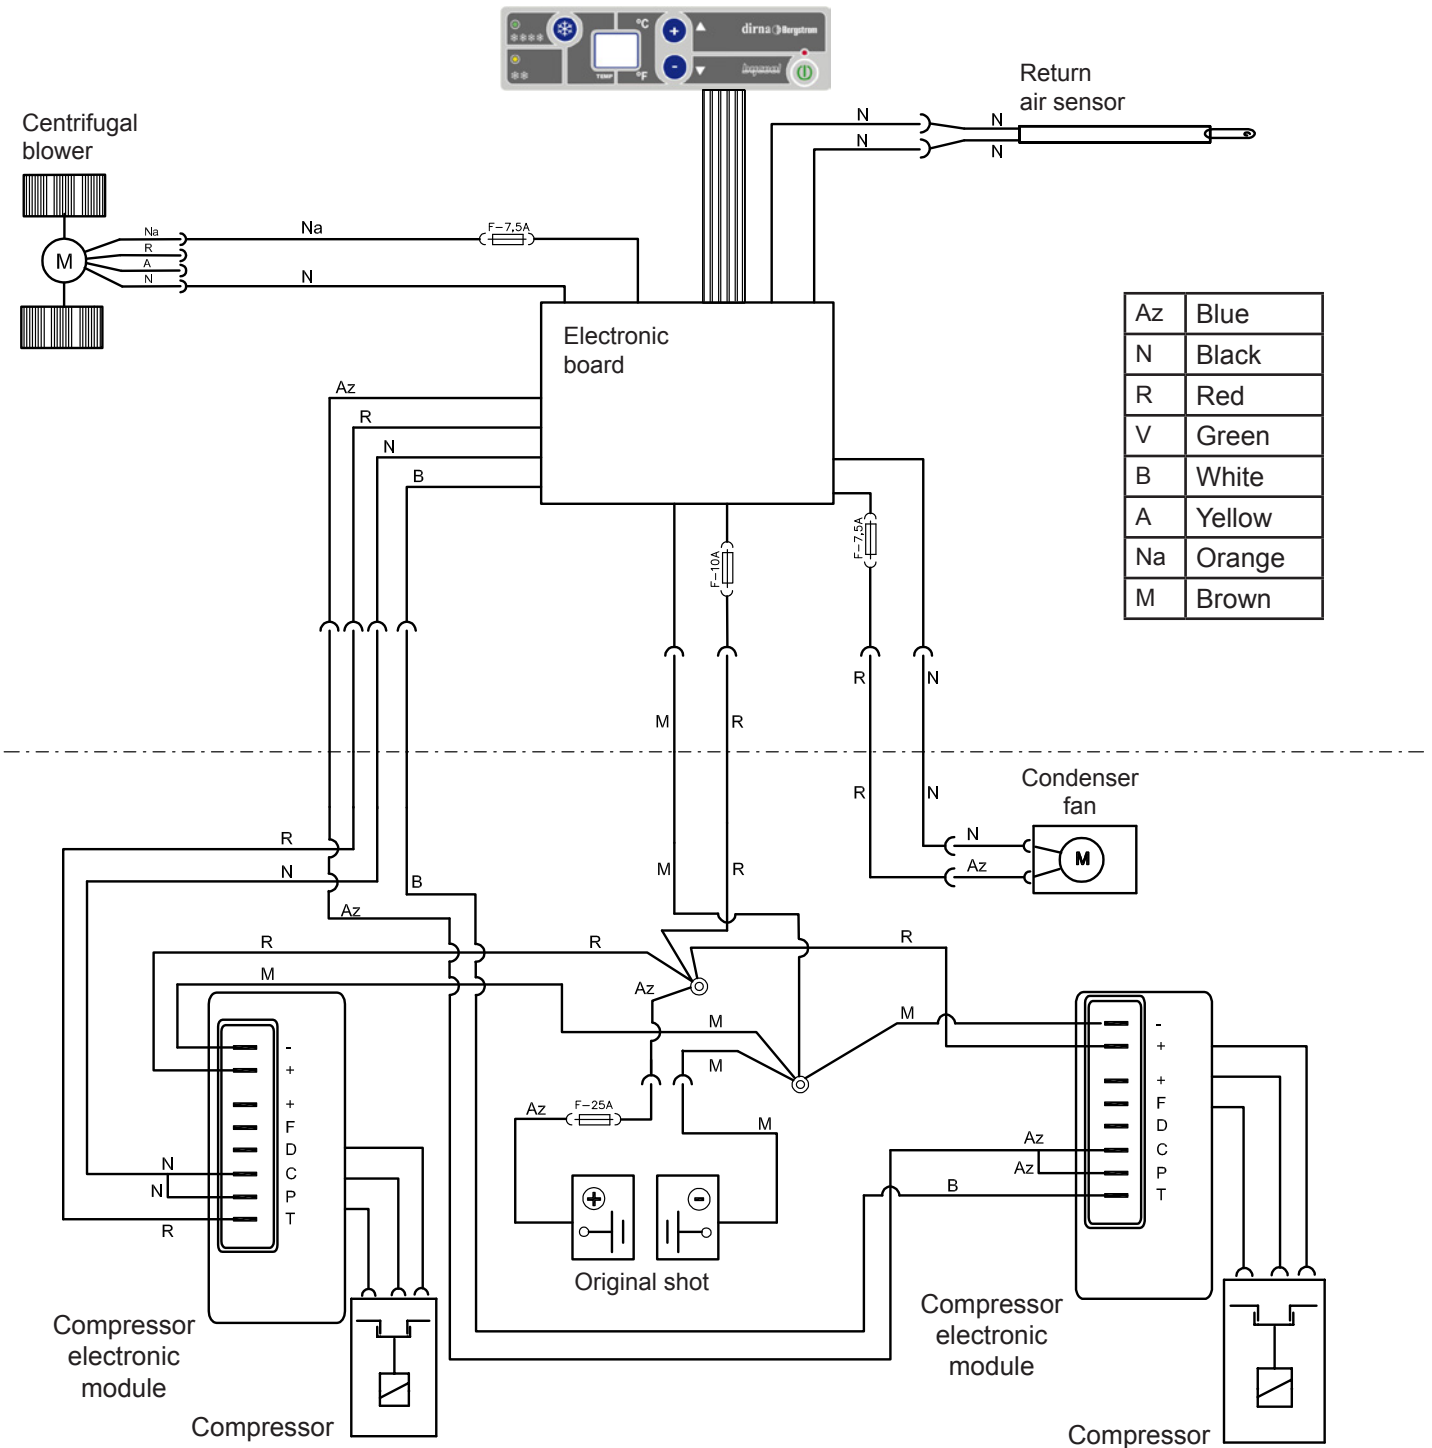 °C
dirna Bergstrom
TEMP
°F
Return
air sensor
N
N
N
N
Centrifugal
blower
Na
R
A
N
M
Na
N
F-7,5A
Electronic
board
Az Blue
N Black
R Red
V Green
B White
A Yellow
Na Orange
M Brown
Az
R
N
B
F-10A
F-7,5A
M
R
R
N
R
N
Condenser
fan
N
Az
M
R
N
Az
B
M
R
R
R
M
Az
M
M
R
M
-
+
+
F
D
C
P
T
N
N
R
Az
F-25A
M
+
-
Original shot
-
+
+
F
D
C
P
T
Az
Az
B
Compressor
electronic
module
Compressor
Compressor
electronic
module
Compressor